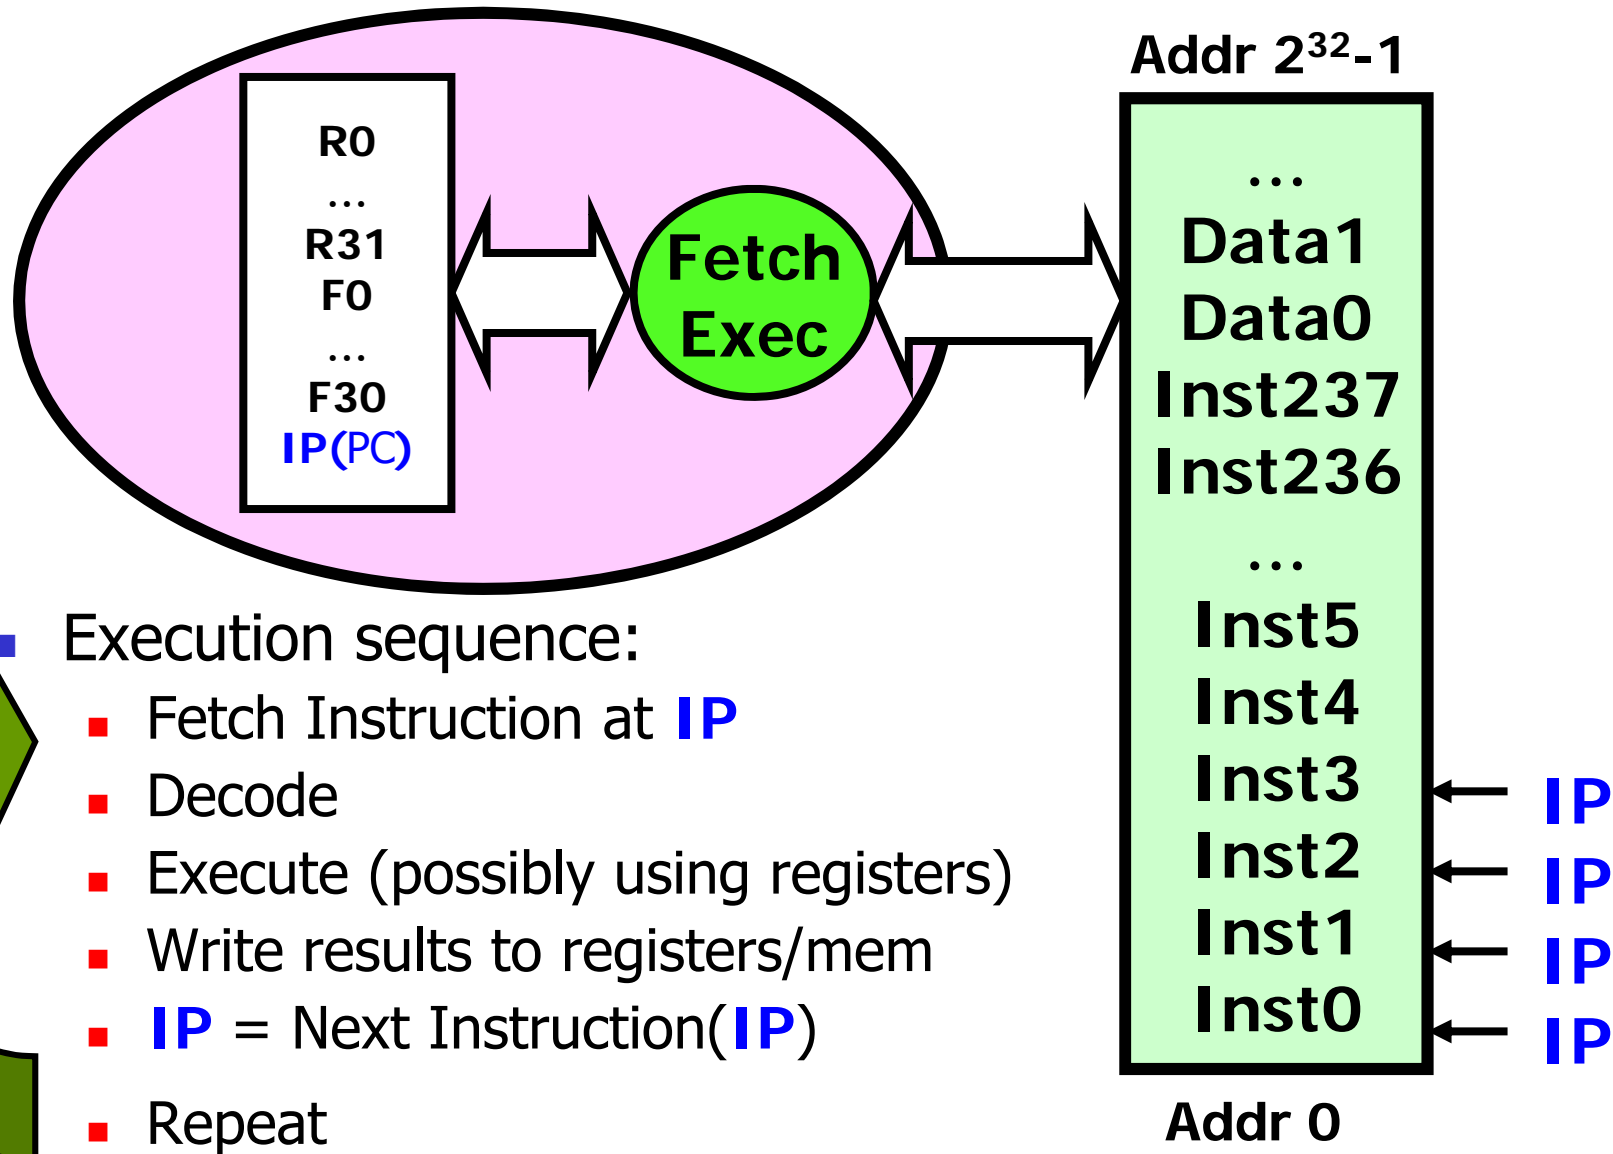 R0
...
R31
F0
...
F30
IP(PC)
Fetch
Exec
Addr 2³²-1
...
Data1
Data0
Inst237
Inst236
...
Inst5
Inst4
Inst3
Inst2
Inst1
Inst0
Addr 0
IP
IP
IP
IP
Execution sequence:
Fetch Instruction at IP
Decode
Execute (possibly using registers)
Write results to registers/mem
IP = Next Instruction(IP)
Repeat